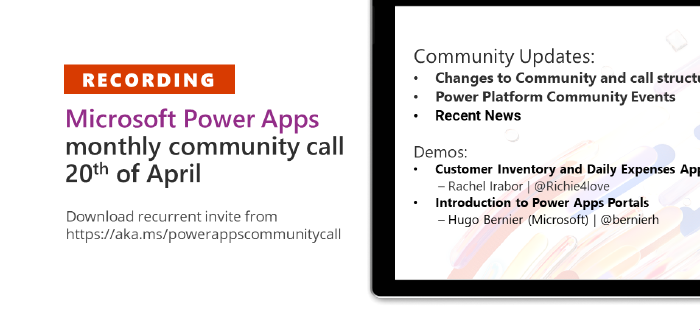 RECORDING
Microsoft Power Apps
monthly community call
20th of April
Download recurrent invite from
https://aka.ms/powerappscommunitycall
Community Updates:
• Changes to Community and call
• Power Platform Community Events
• Recent News
Demos:
• Customer Inventory and Daily Expenses
– Rachel Irabor | @Richie4love
• Introduction to Power Apps Portals
– Hugo Bernier (Microsoft) | @bernierh